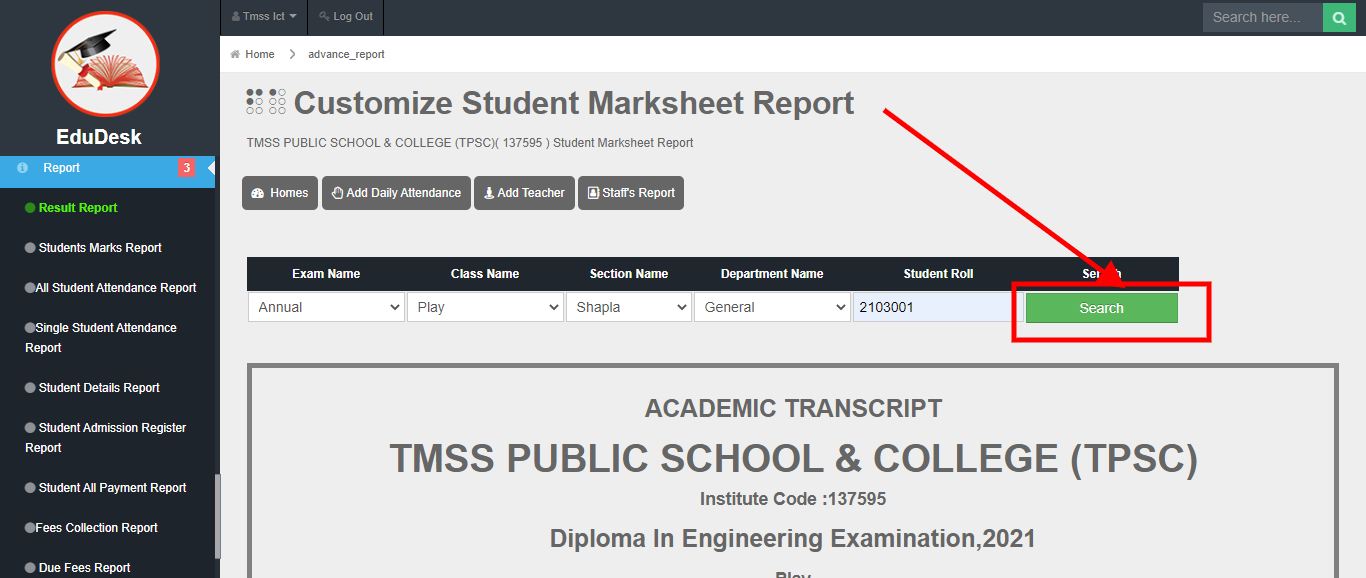 Tmss Ict
Log Out
Search here...
Home
advance_report
EduDesk
Report
3
Result Report
Students Marks Report
All Student Attendance Report
Single Student Attendance
Report
Student Details Report
Student Admission Register
Report
Student All Payment Report
Fees Collection Report
Due Fees Report
Customize Student Marksheet Report
TMSS PUBLIC SCHOOL & COLLEGE (TPSC)( 137595 ) Student Marksheet Report
Homes
Add Daily Attendance
Add Teacher
Staff's Report
Exam Name Class Name Section Name Department Name Student Roll
Annual Play Shapla General 2103001 Search
ACADEMIC TRANSCRIPT
TMSS PUBLIC SCHOOL & COLLEGE (TPSC)
Institute Code :137595
Diploma In Engineering Examination,2021
Play